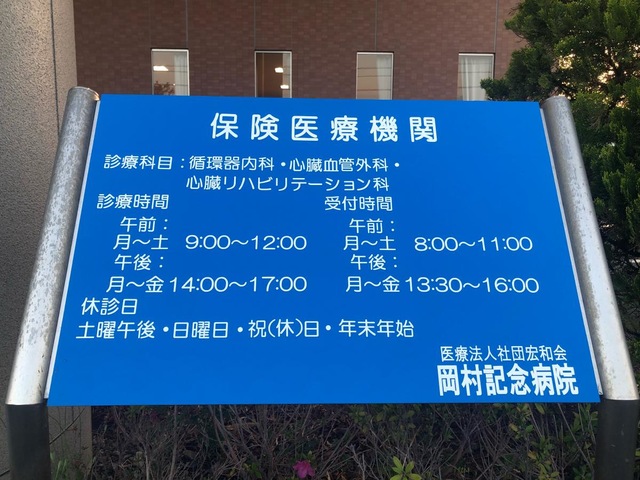 保険医療機関
診療科目：循環器内科・心臓血管外科・
心臓リハビリテーション科
診療時間 受付時間
午前： 午前：
月～土 9:00～12:00 月～土 8:00～11:00
午後： 午後：
月～金 14:00～17:00 月～金 13:30～16:00
休診日
土曜午後・日曜日・祝(休)日・年末年始
医療法人社団宏和会
岡村記念病院